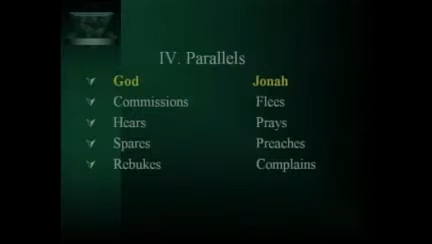 IV. Parallels
God Jonah
Commissions Flees
Hears Prays
Spares Preaches
Rebukes Complains